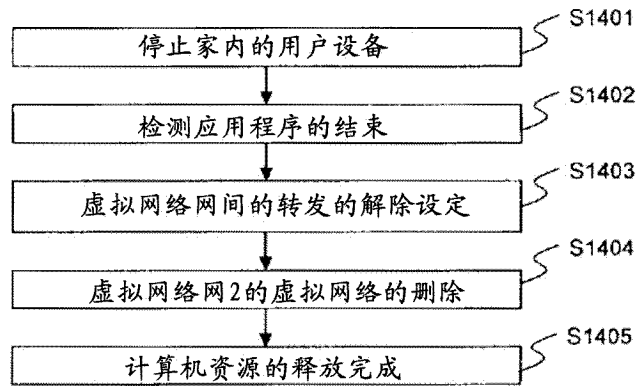 S1401
停止家内的用户设备
S1402
检测应用程序的结束
S1403
虚拟网络网间的转发的解除设定
S1404
虚拟网络网2的虚拟网络的删除
S1405
计算机资源的释放完成